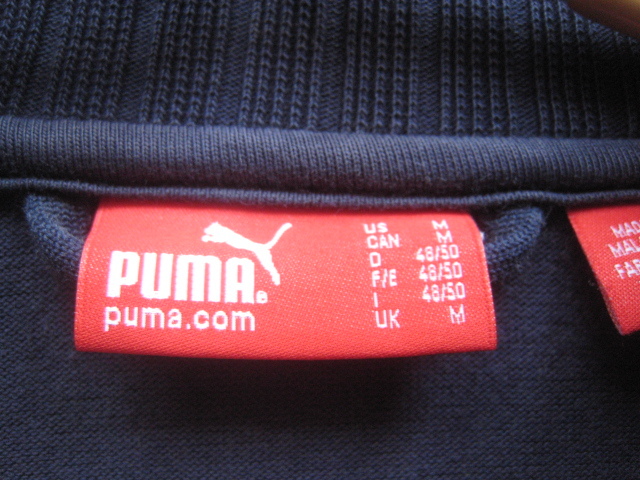 PUMA®
puma.com
US M
CAN M
D 48/50
F/E 48/50
I 48/50
UK M